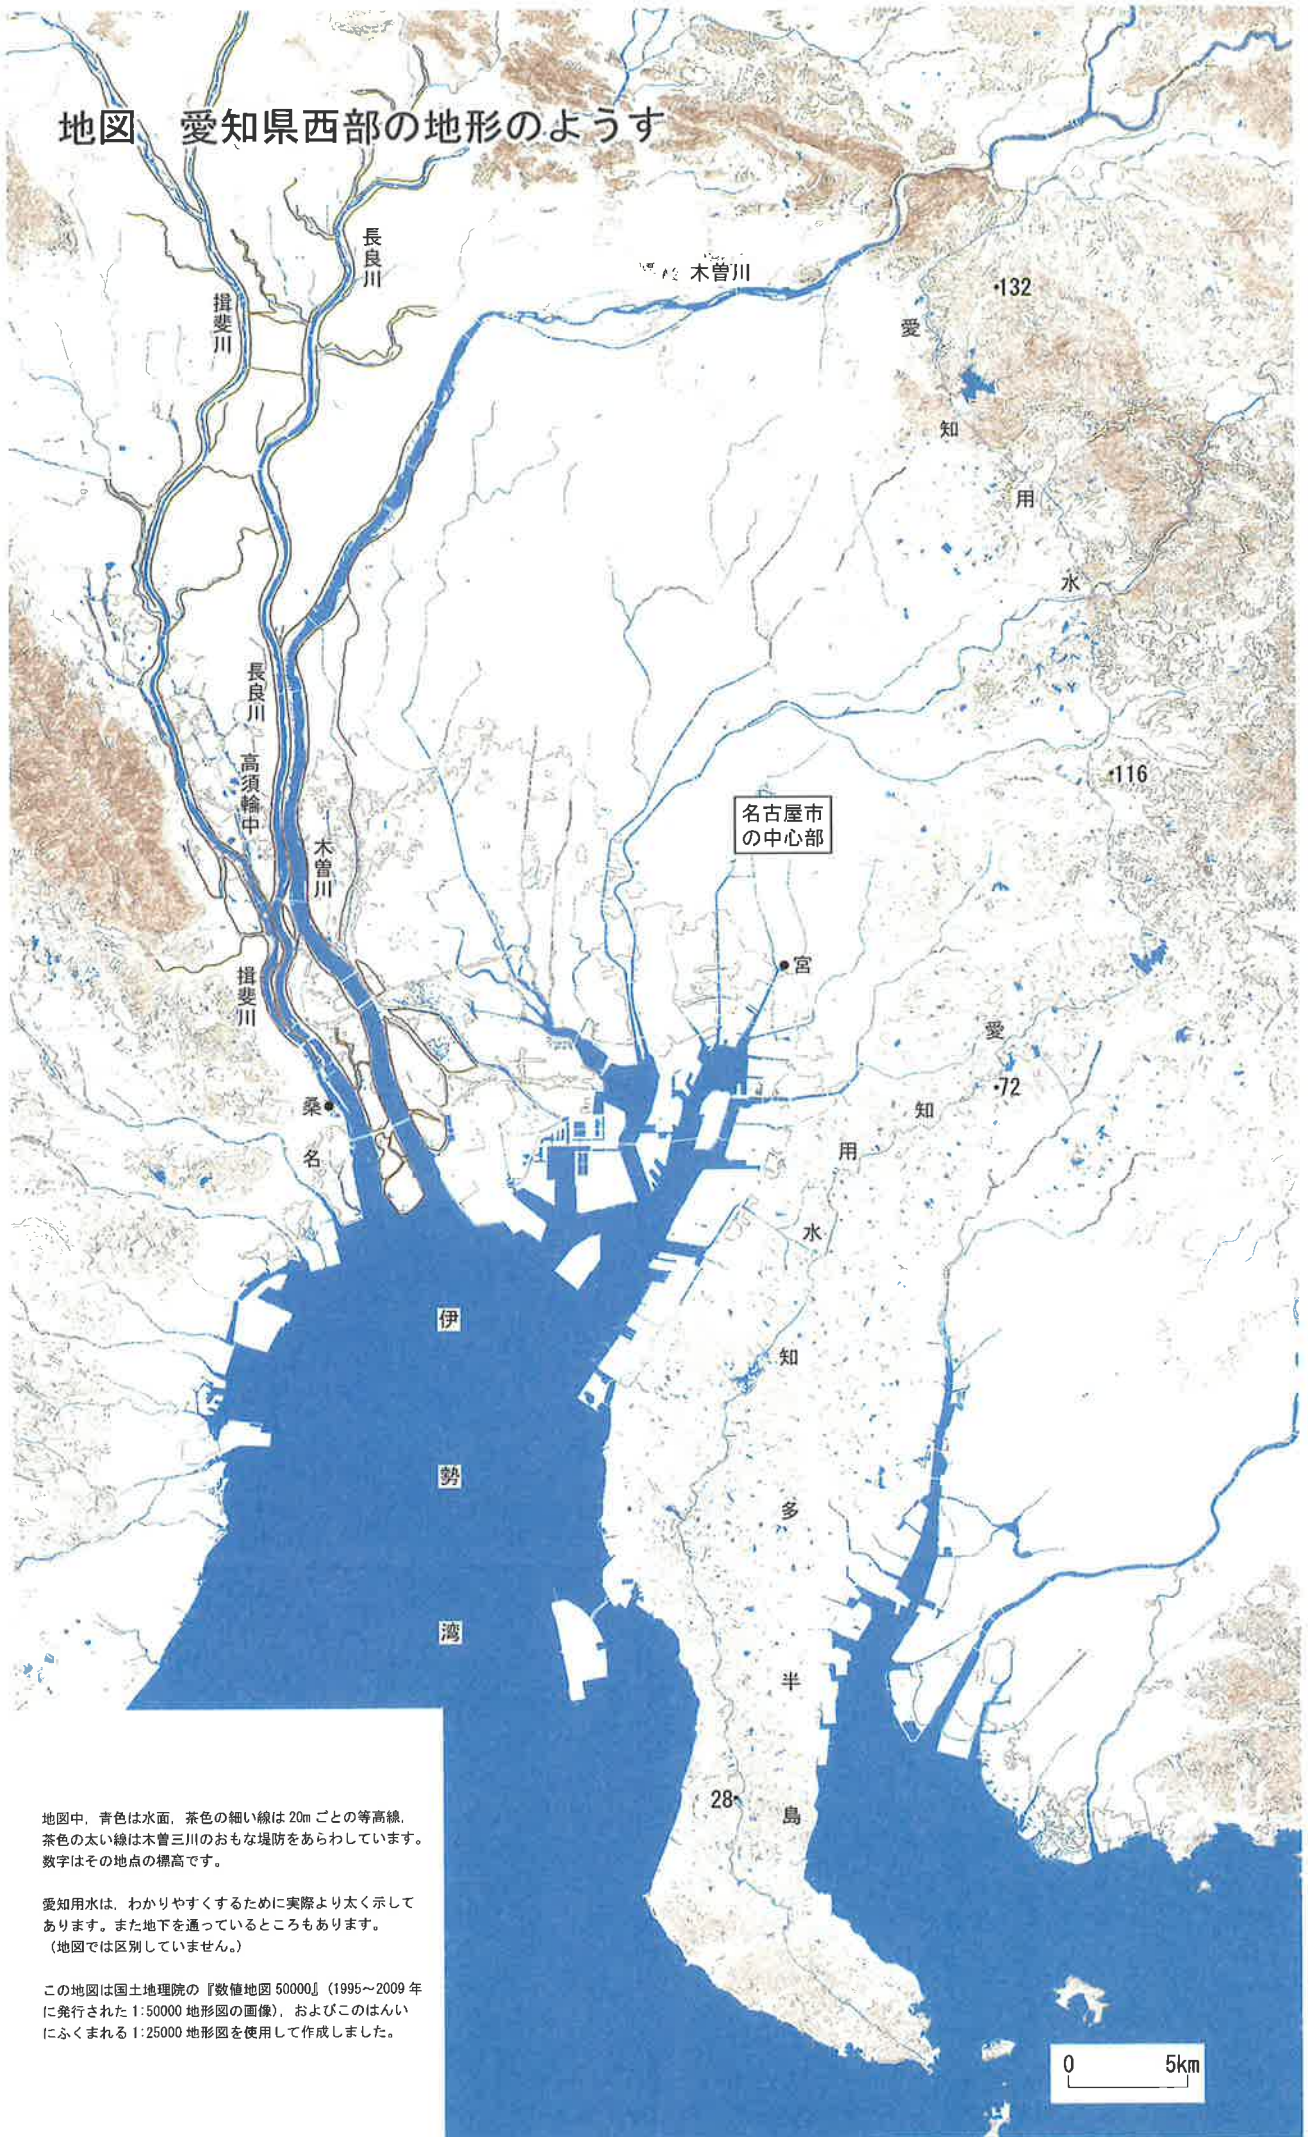 地図 愛知県西部の地形のようす
長良川
揖斐川
木曽川
・132
愛
知
用
水
長良川
高須輪中
木曽川
・116
名古屋市
の中心部
●宮
揖斐川
愛
・72
知
用
水
桑●
名
伊
勢
湾
知
多
半
島
28・
地図中，青色は水面，茶色の細い線は20mごとの等高線，
茶色の太い線は木曽三川のおもな堤防をあらわしています。
数字はその地点の標高です。
愛知用水は，わかりやすくするために実際より太く示して
あります。また地下を通っているところもあります。
（地図では区別していません。）
この地図は国土地理院の『数値地図50000』（1995～2009年
に発行された1:50000地形図の画像），およびこのはんい
にふくまれる1:25000地形図を使用して作成しました。
0 5km